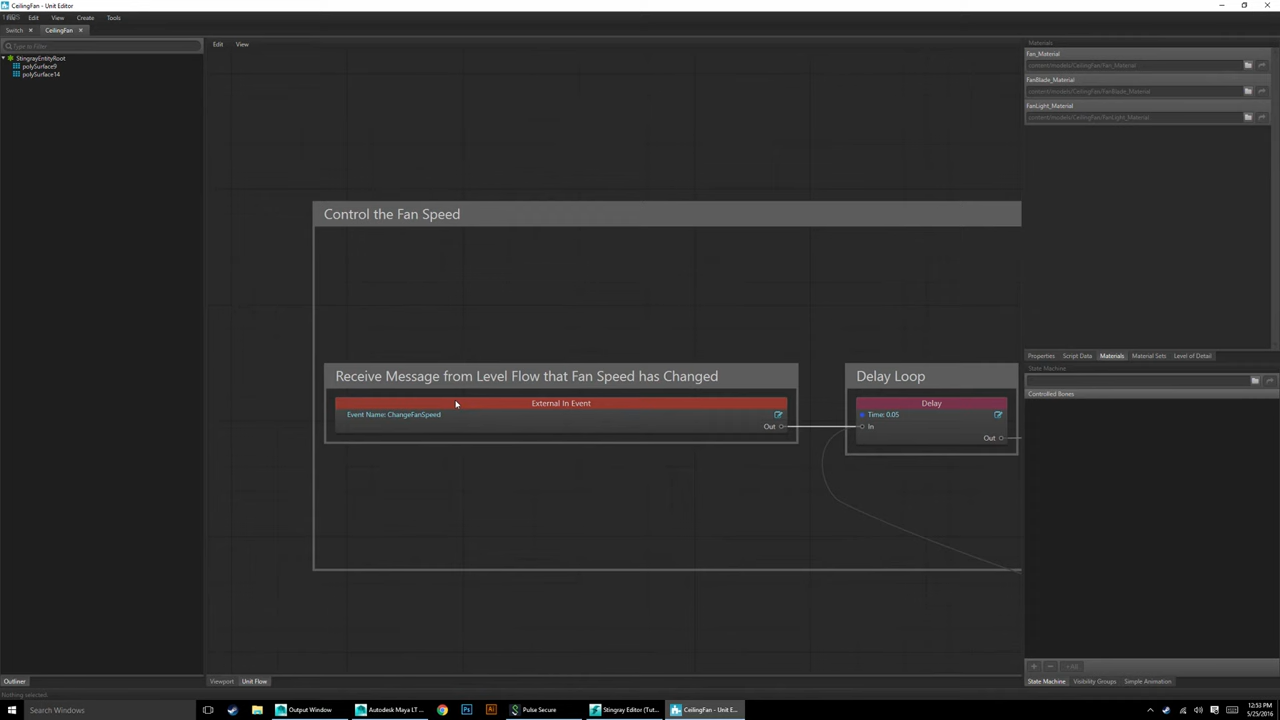 CeilingFan - Unit Editor
File Edit View Create Tools
Switch × CeilingFan ×
Type to Filter
StingrayEntityRoot
polySurface9
polySurface14
Edit View
Control the Fan Speed
Receive Message from Level Flow that Fan Speed has Changed
External In Event
Event Name: ChangeFanSpeed
Out
Delay Loop
Delay
Time: 0.05
In
Out
Materials
Fan_Material
content/models/CeilingFan/Fan_Material
FanBlade_Material
content/models/CeilingFan/FanBlade_Material
FanLight_Material
content/models/CeilingFan/FanLight_Material
Properties Script Data Materials Material Sets Level of Detail
State Machine
Controlled Bones
+ − +All
Outliner
Viewport Unit Flow
State Machine Visibility Groups Simple Animation
Nothing selected.
Search Windows
Output Window
Autodesk Maya LT ...
Pulse Secure
Stingray Editor (Tut...
CeilingFan - Unit E...
12:53 PM
5/25/2016